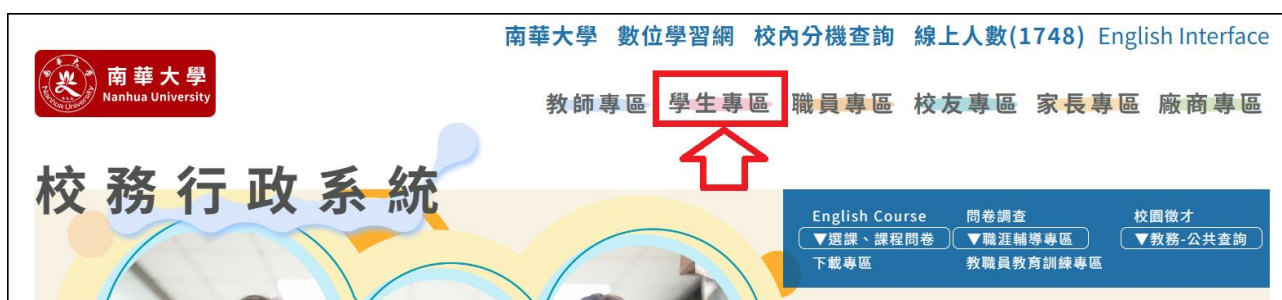 南華大學 數位學習網 校內分機查詢 線上人數(1748) English Interface
南華大學
Nanhua University
教師專區 學生專區 職員專區 校友專區 家長專區 廠商專區
校務行政系統
English Course 問卷調查 校園徵才
▼選課、課程問卷 ▼職涯輔導專區 ▼教務-公共查詢
下載專區 教職員教育訓練專區